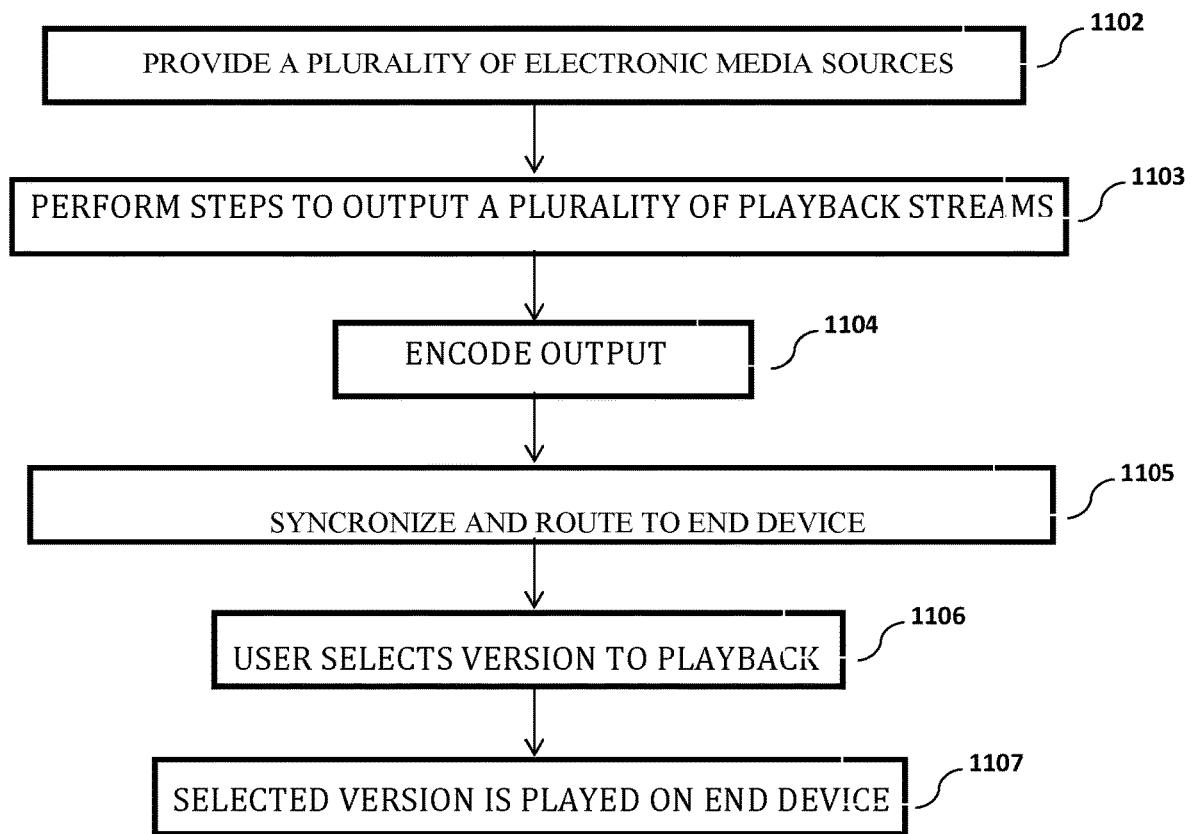 1102
PROVIDE A PLURALITY OF ELECTRONIC MEDIA SOURCES
1103
PERFORM STEPS TO OUTPUT A PLURALITY OF PLAYBACK STREAMS
1104
ENCODE OUTPUT
1105
SYNCRONIZE AND ROUTE TO END DEVICE
1106
USER SELECTS VERSION TO PLAYBACK
1107
SELECTED VERSION IS PLAYED ON END DEVICE